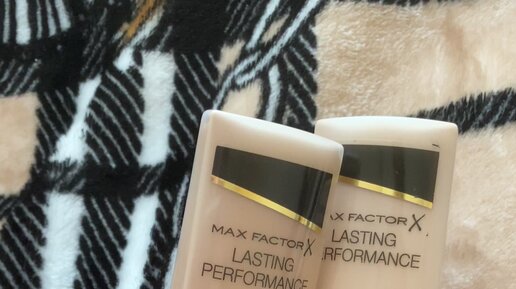 MAX FACTOR X
LASTING
PERFORMANCE
AX FACTOR X
LASTING
ERFORMANCE